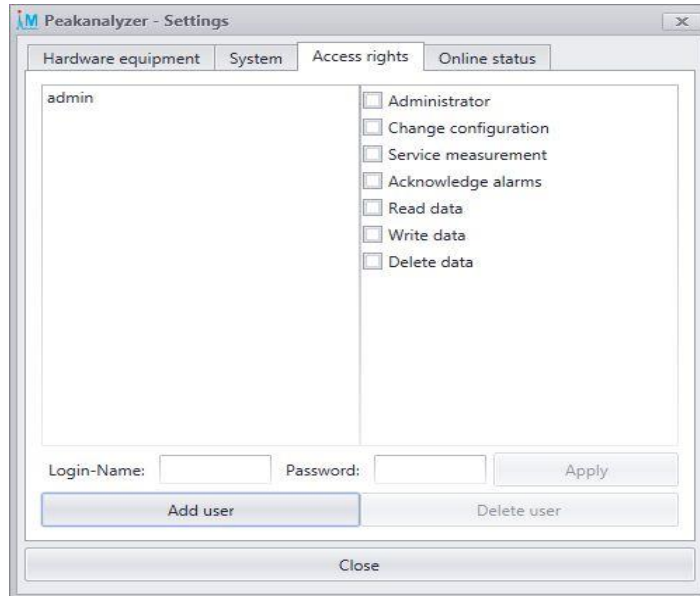 iM Peakanalyzer - Settings
Hardware equipment System Access rights Online status
admin
Administrator
Change configuration
Service measurement
Acknowledge alarms
Read data
Write data
Delete data
Login-Name: Password: Apply
Add user Delete user
Close